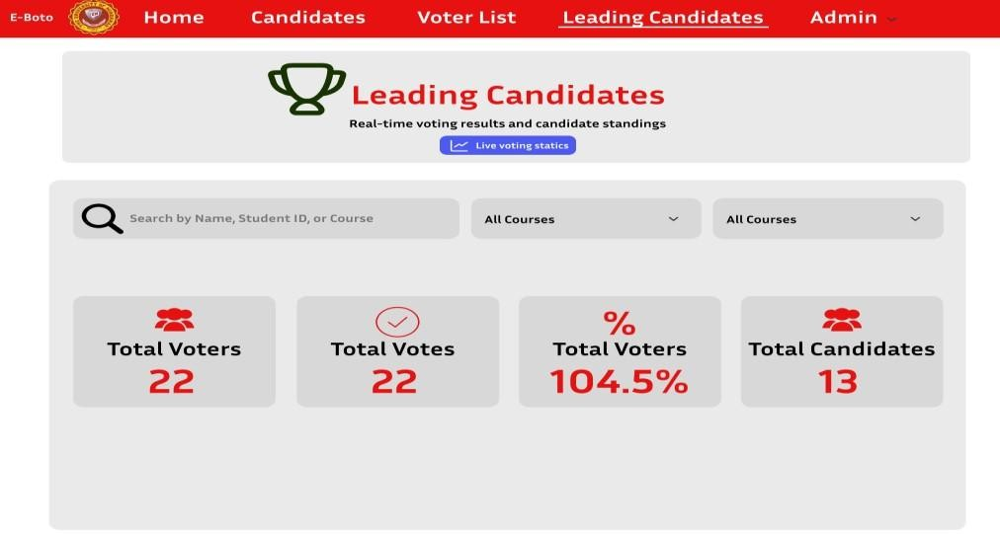 E-Boto Home Candidates Voter List Leading Candidates Admin
Leading Candidates
Real-time voting results and candidate standings
Live voting statics
Search by Name, Student ID, or Course All Courses All Courses
Total Voters
22
Total Votes
22
%
Total Voters
104.5%
Total Candidates
13